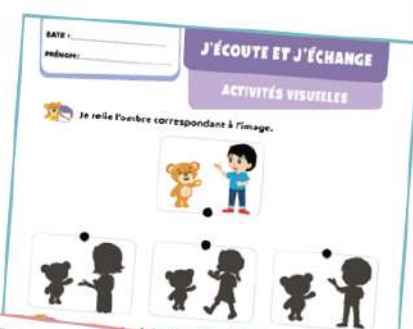 DATE :
PRÉNOM :
J'ÉCOUTE ET J'ÉCHANGE
ACTIVITÉS VISUELLES
Je relie l'ombre correspondant à l'image.